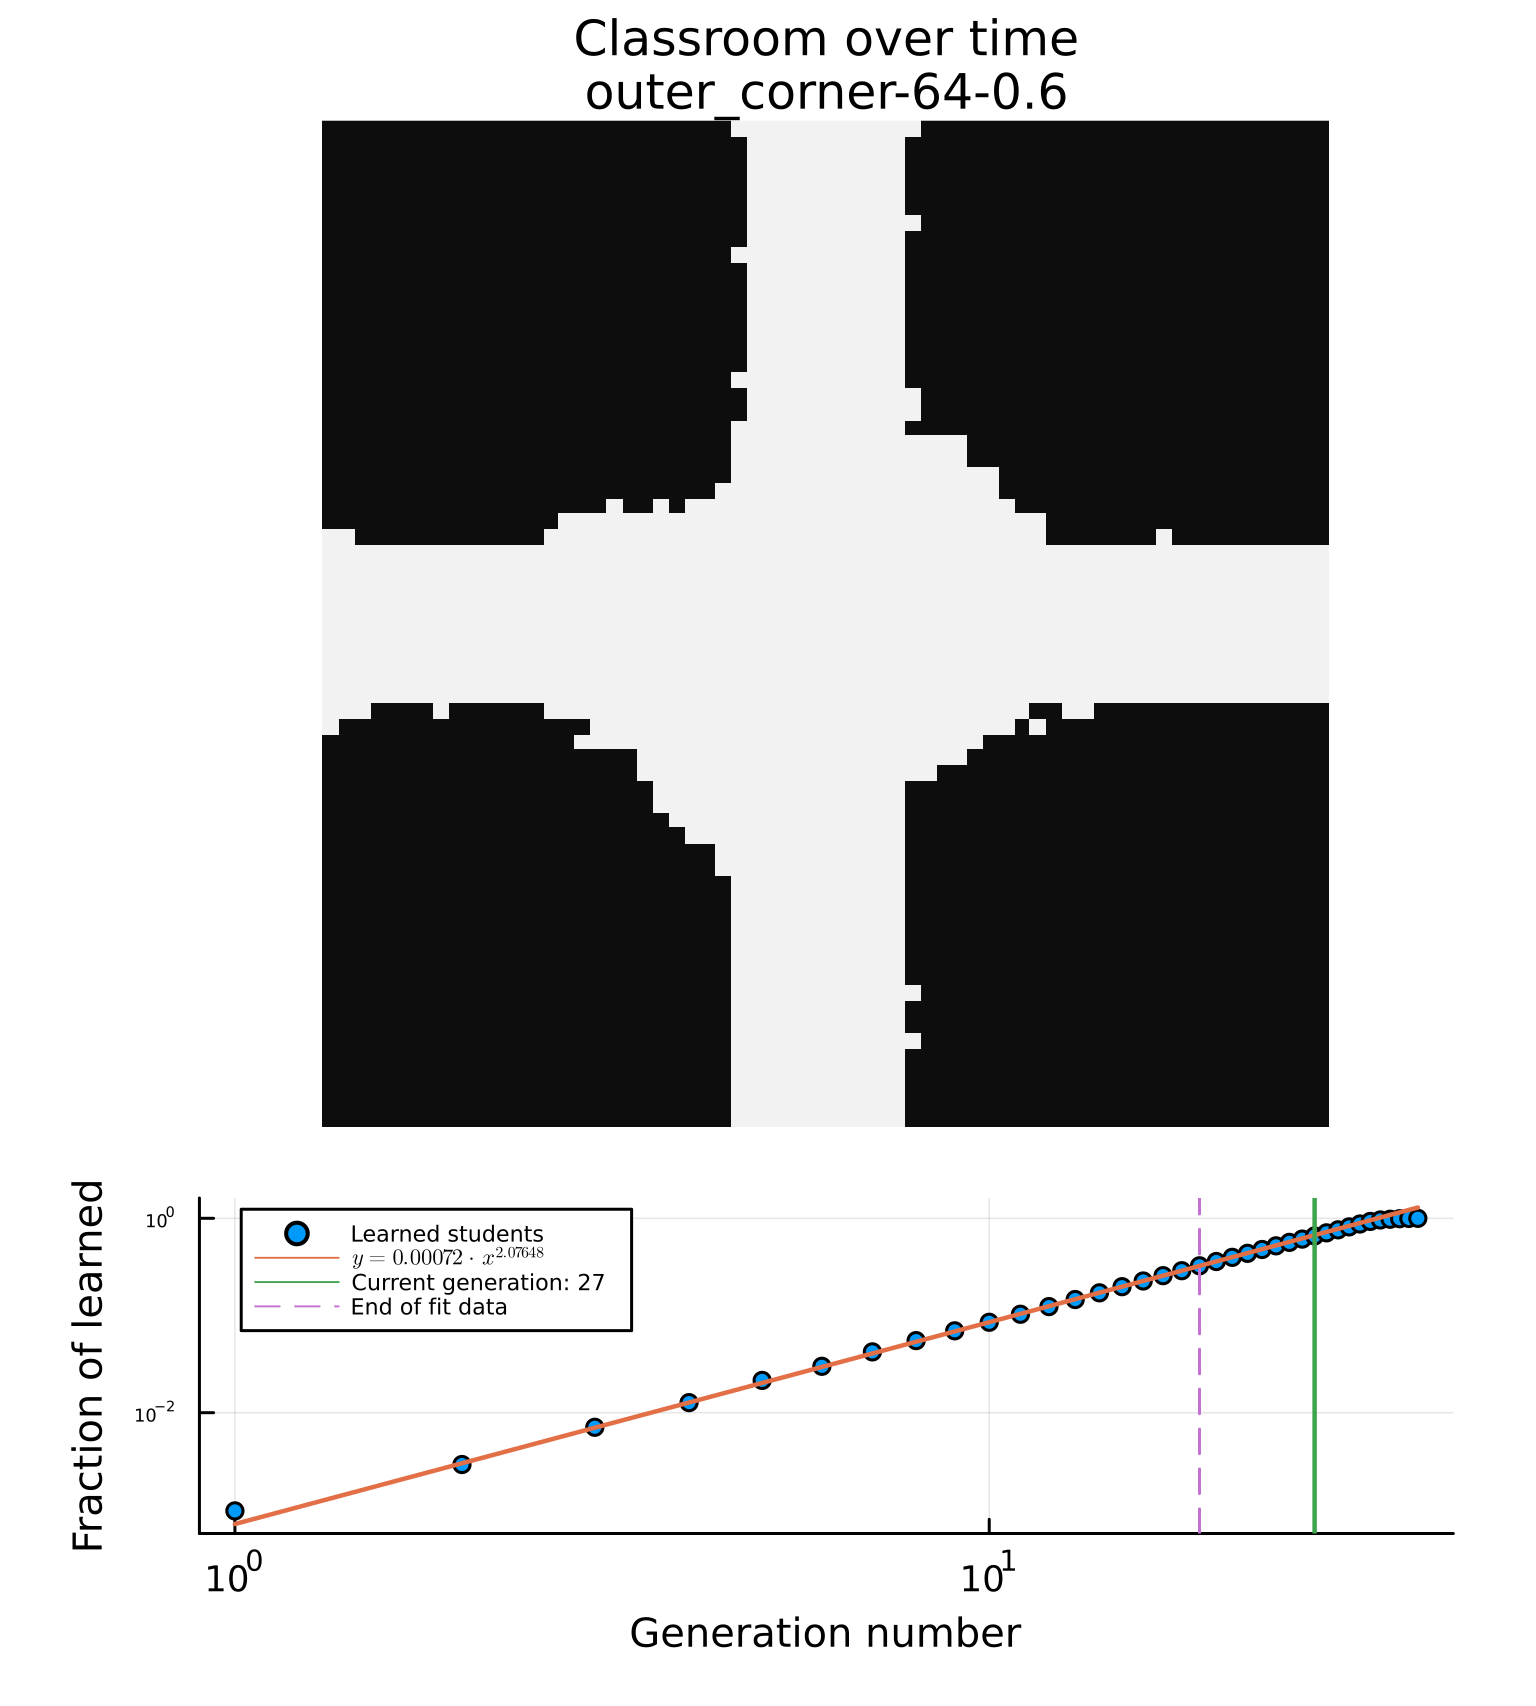 Classroom over time
outer_corner-64-0.6
Fraction of learned
10^0
10^-2
Learned students
y = 0.00072 · x^2.07648
Current generation: 27
End of fit data
10^0
10^1
Generation number